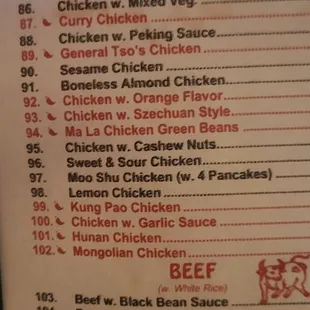 86. Chicken w. Mixed Veg.
87. Curry Chicken
88. Chicken w. Peking Sauce
89. General Tso's Chicken
90. Sesame Chicken
91. Boneless Almond Chicken
92. Chicken w. Orange Flavor
93. Chicken w. Szechuan Style
94. Ma La Chicken Green Beans
95. Chicken w. Cashew Nuts
96. Sweet & Sour Chicken
97. Moo Shu Chicken (w. 4 Pancakes)
98. Lemon Chicken
99. Kung Pao Chicken
100. Chicken w. Garlic Sauce
101. Hunan Chicken
102. Mongolian Chicken
BEEF
(w. White Rice)
103. Beef w. Black Bean Sauce